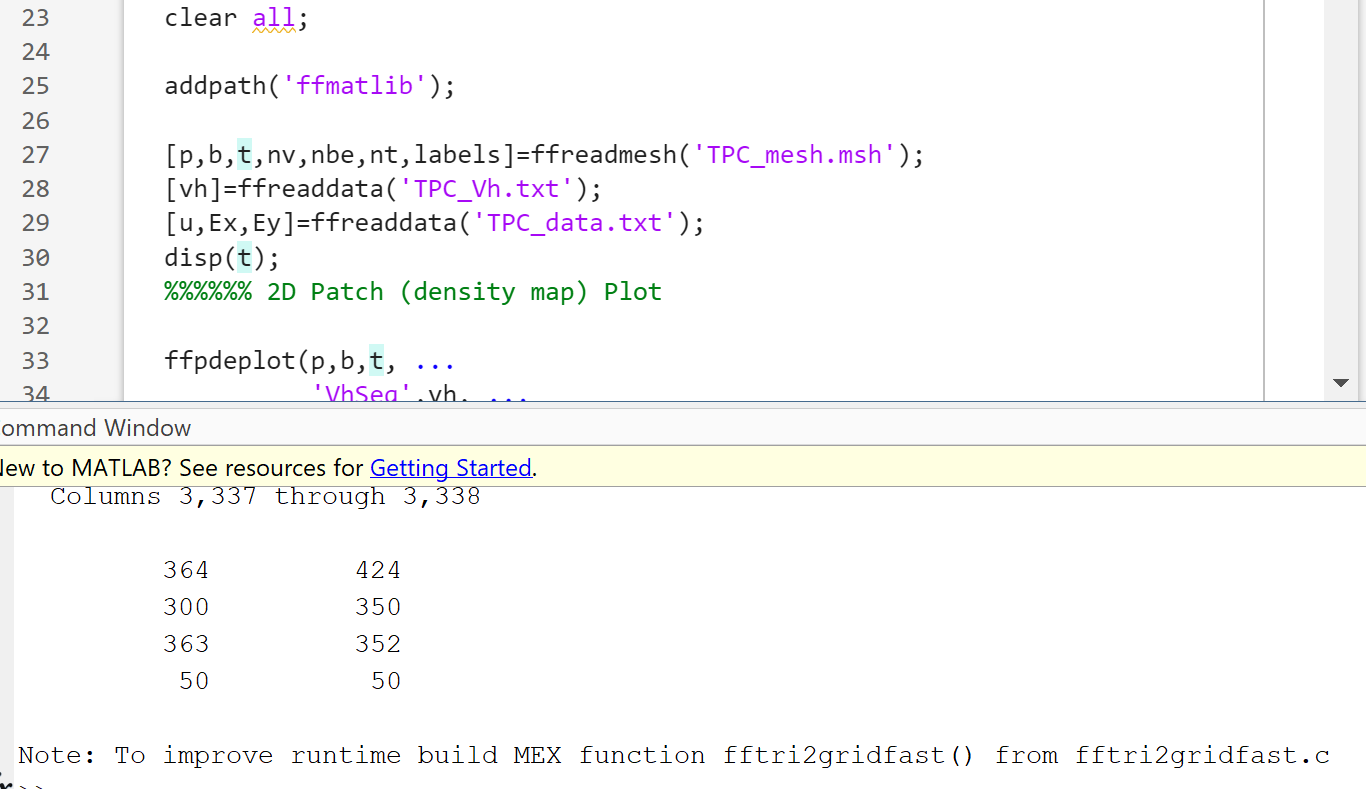 23 clear all;
24
25 addpath('ffmatlib');
26
27 [p,b,t,nv,nbe,nt,labels]=ffreadmesh('TPC_mesh.msh');
28 [vh]=ffreaddata('TPC_Vh.txt');
29 [u,Ex,Ey]=ffreaddata('TPC_data.txt');
30 disp(t);
31 %%%%%% 2D Patch (density map) Plot
32
33 ffpdeplot(p,b,t, ...
34 'VhSeq',vh, ...
ommand Window
New to MATLAB? See resources for Getting Started.
Columns 3,337 through 3,338
364 424
300 350
363 352
50 50
Note: To improve runtime build MEX function fftri2gridfast() from fftri2gridfast.c
>>